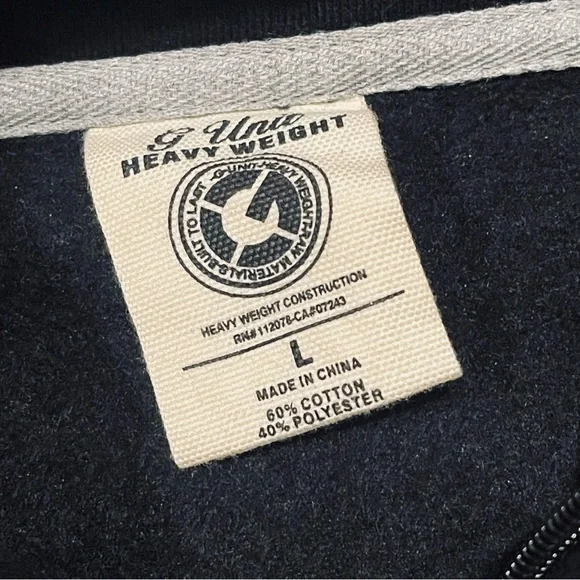 G Unit
HEAVY WEIGHT
G-UNIT-HEAVY WEIGHT-RAW MATERIALS-BUILT TO LAST
HEAVY WEIGHT CONSTRUCTION
RN# 112078-CA#07243
L
MADE IN CHINA
60% COTTON
40% POLYESTER